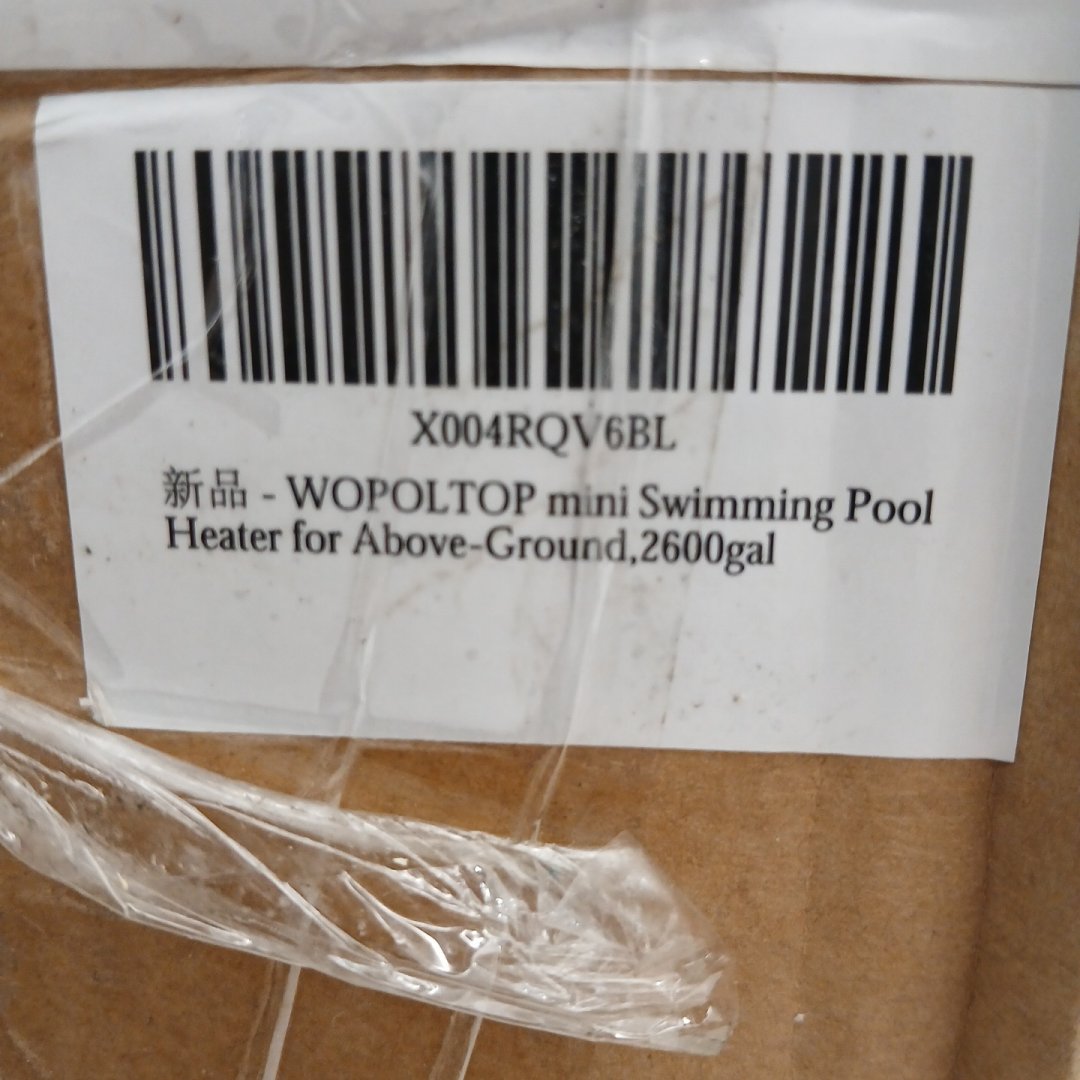 X004RQV6BL
新品 - WOPOLTOP mini Swimming Pool
Heater for Above-Ground,2600gal